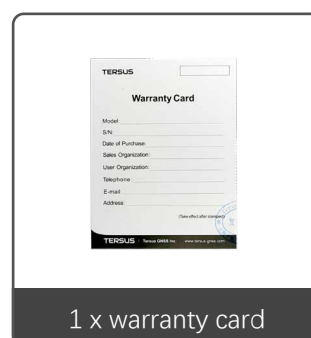 TERSUS
Warranty Card
Model:
S/N:
Date of Purchase:
Sales Organization:
User Organization:
Telephone:
E-mail:
Address:
(Take effect after stamped)
TERSUS Tersus GNSS Inc. www.tersus-gnss.com
1 x warranty card